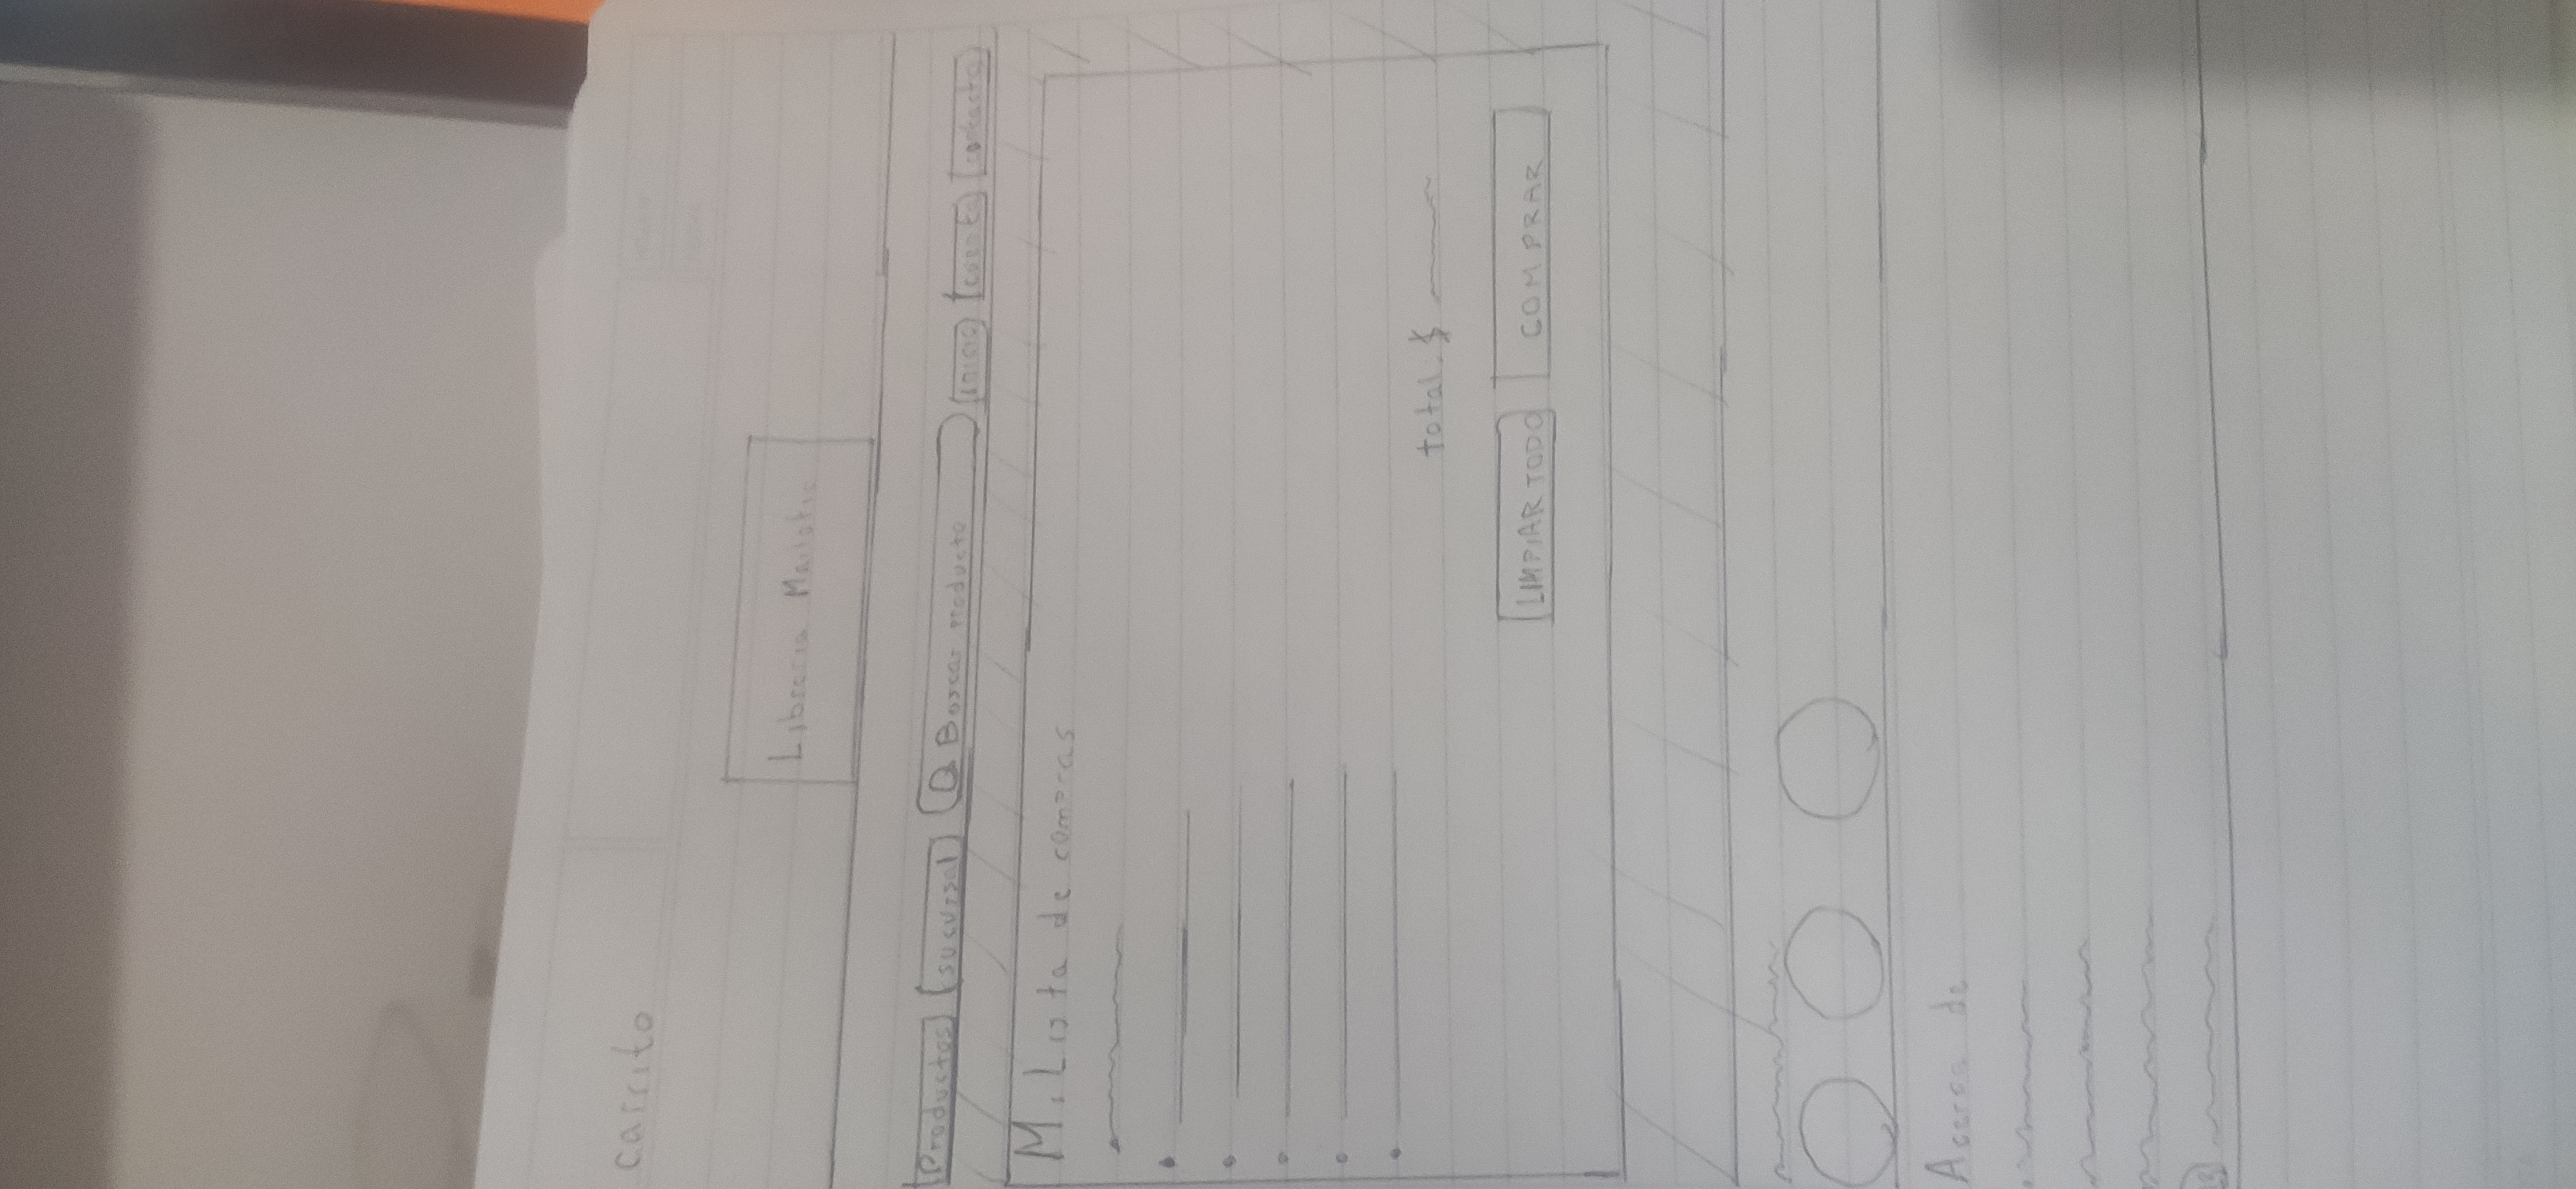 carrito
Libreria
Productos sucursal Buscar producto inicio cuenta contacto
Mi Lista de compras
total: $
LIMPIAR TODO COMPRAR
Acerca de